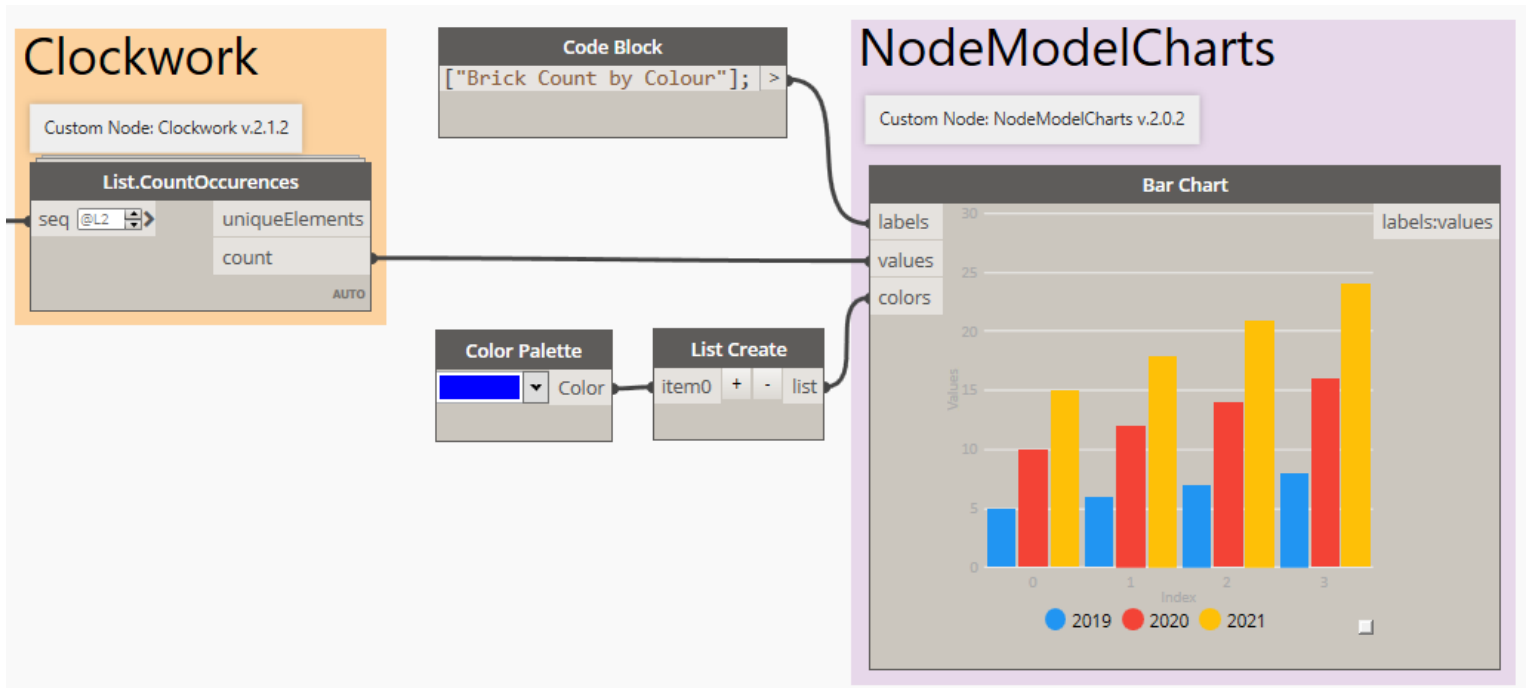 Clockwork
Custom Node: Clockwork v.2.1.2
List.CountOccurences
seq @L2
uniqueElements
count
AUTO
Code Block
["Brick Count by Colour"]; >
Color Palette
Color
List Create
item0 + - list
NodeModelCharts
Custom Node: NodeModelCharts v.2.0.2
Bar Chart
labels
values
colors
labels:values
30
25
20
15
10
5
0
Values
0 1 2 3
Index
2019 2020 2021